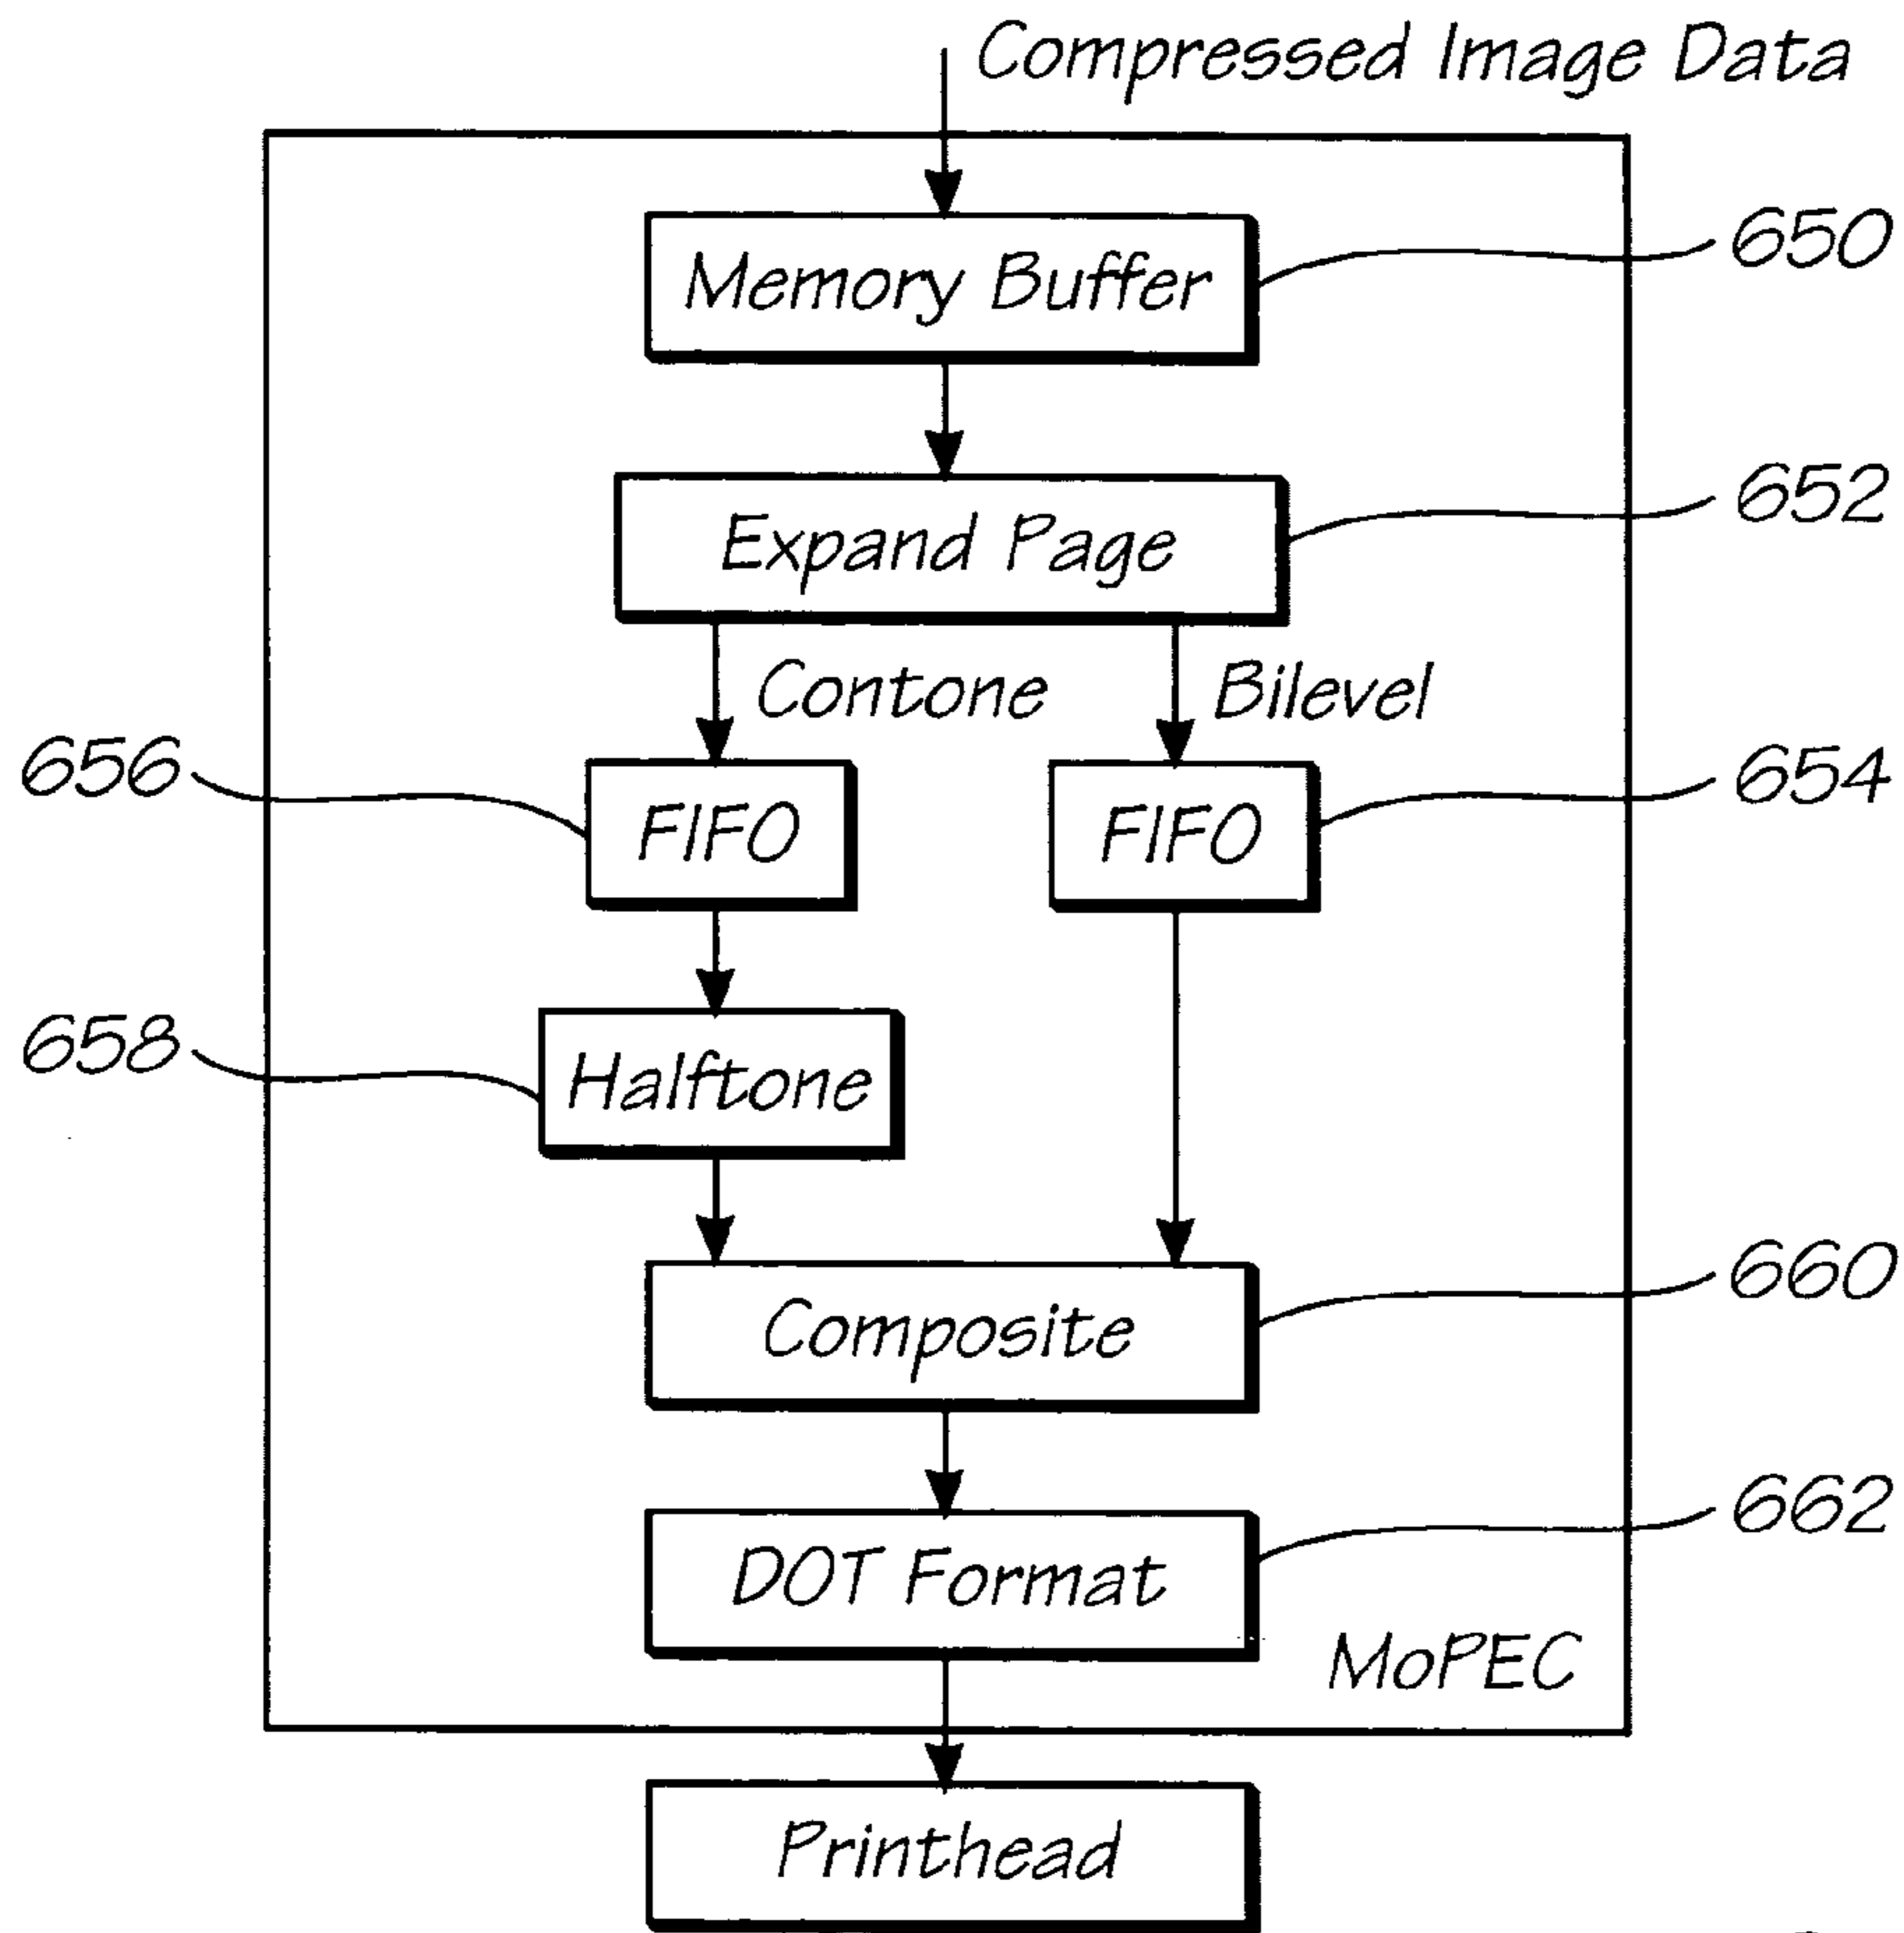 Compressed Image Data
Memory Buffer
650
Expand Page
652
Contone
Bilevel
656
FIFO
FIFO
654
658
Halftone
Composite
660
DOT Format
662
MoPEC
Printhead